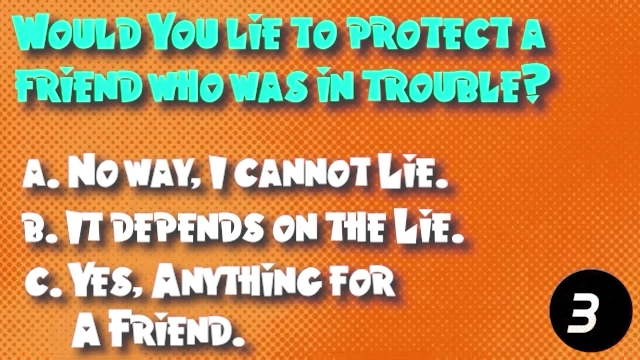 Would You lie to protect a
friend who was in trouble?
A. No way, I cannot Lie.
B. It depends on the Lie.
C. Yes, Anything for
A Friend.
3